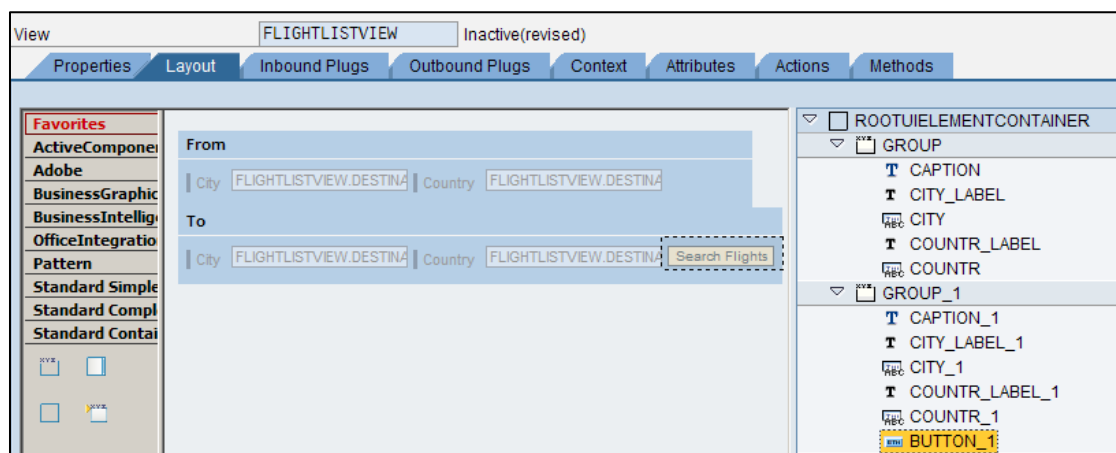 View FLIGHTLISTVIEW Inactive(revised)
Properties Layout Inbound Plugs Outbound Plugs Context Attributes Actions Methods
Favorites
ActiveComponen
Adobe
BusinessGraphic
BusinessIntellig
OfficeIntegratio
Pattern
Standard Simple
Standard Compl
Standard Contai
From
City FLIGHTLISTVIEW.DESTINA Country FLIGHTLISTVIEW.DESTINA
To
City FLIGHTLISTVIEW.DESTINA Country FLIGHTLISTVIEW.DESTINA Search Flights
ROOTUIELEMENTCONTAINER
GROUP
CAPTION
CITY_LABEL
CITY
COUNTR_LABEL
COUNTR
GROUP_1
CAPTION_1
CITY_LABEL_1
CITY_1
COUNTR_LABEL_1
COUNTR_1
BUTTON_1